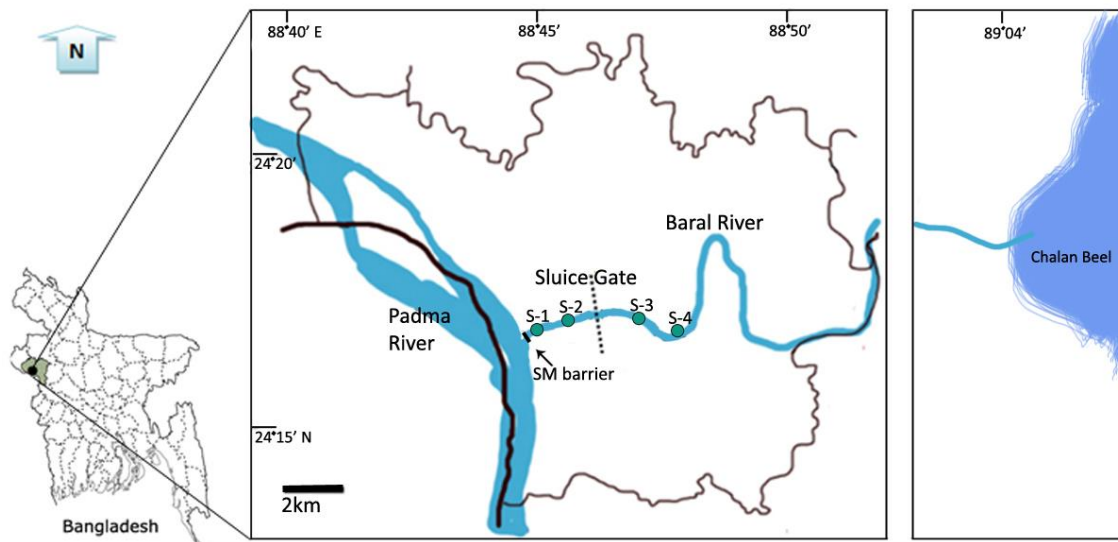 N
88°40' E
88°45'
88°50'
89°04'
24°20'
Baral River
Sluice Gate
Chalan Beel
S-1
S-2
S-3
S-4
Padma
River
SM barrier
24°15' N
2km
Bangladesh